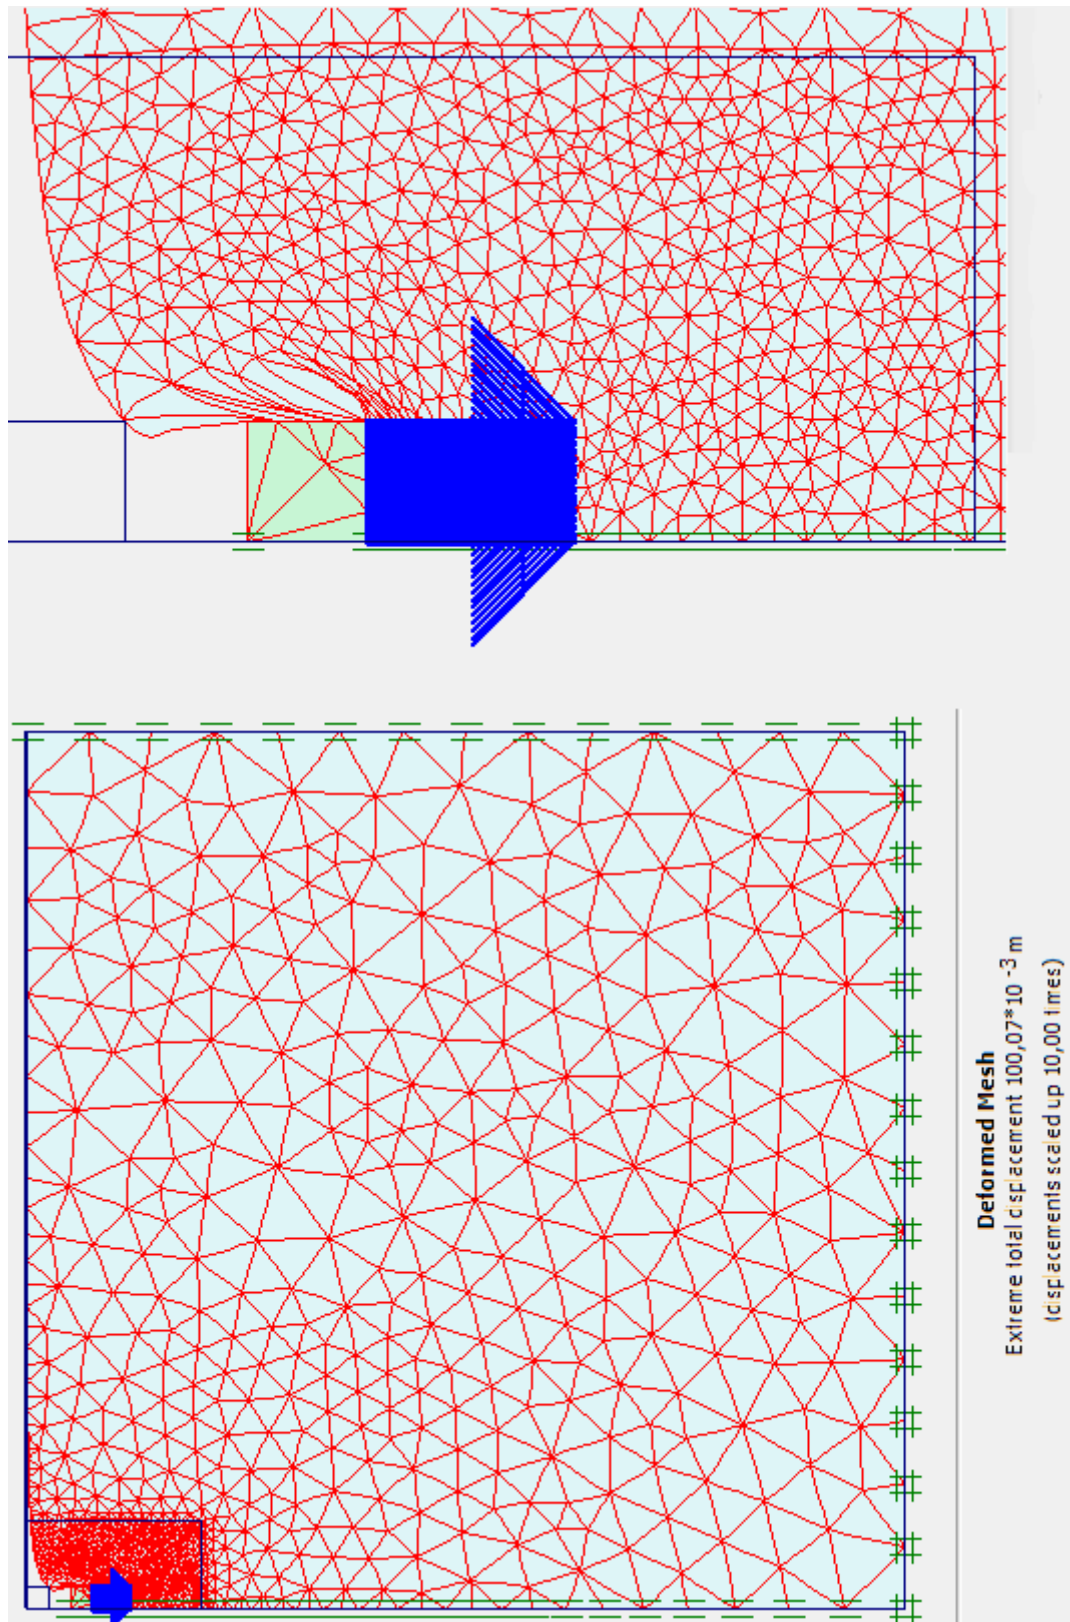 Deformed Mesh
Extreme total displacement 100,07*10 -3 m
(displacements scaled up 10,00 times)